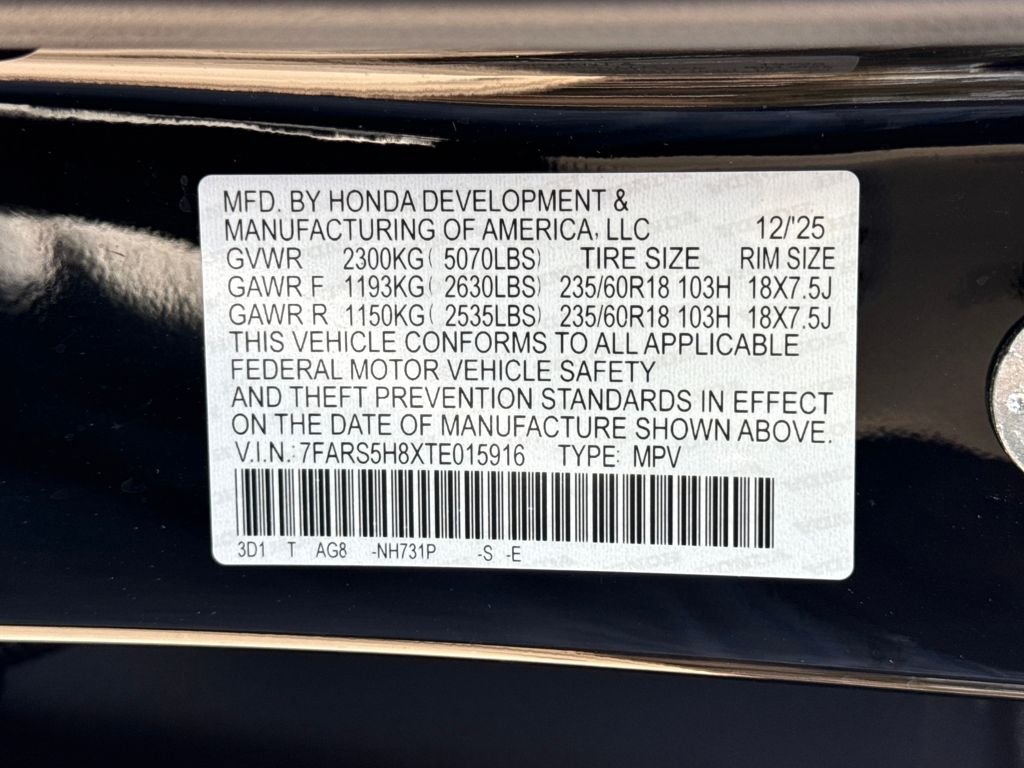 MFD. BY HONDA DEVELOPMENT &
MANUFACTURING OF AMERICA, LLC 12/'25
GVWR 2300KG( 5070LBS) TIRE SIZE RIM SIZE
GAWR F 1193KG( 2630LBS) 235/60R18 103H 18X7.5J
GAWR R 1150KG( 2535LBS) 235/60R18 103H 18X7.5J
THIS VEHICLE CONFORMS TO ALL APPLICABLE
FEDERAL MOTOR VEHICLE SAFETY
AND THEFT PREVENTION STANDARDS IN EFFECT
ON THE DATE OF MANUFACTURE SHOWN ABOVE.
V.I.N.: 7FARS5H8XTE015916 TYPE: MPV
3D1 T AG8 -NH731P -S -E